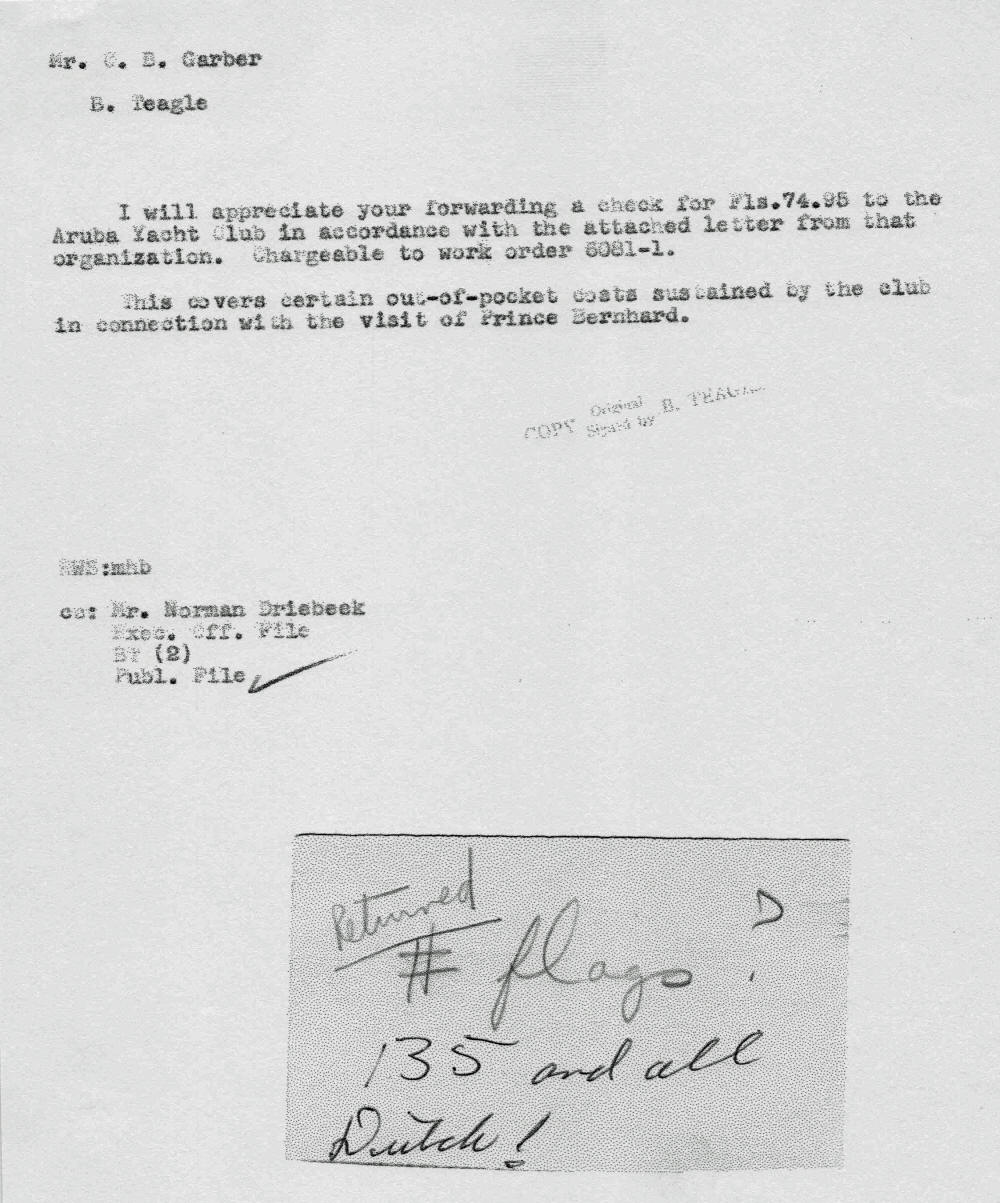 Mr. C. B. Garber
B. Teagle
I will appreciate your forwarding a check for Fls.74.95 to the
Aruba Yacht Club in accordance with the attached letter from that
organization. Chargeable to work order 6081-1.
This covers certain out-of-pocket costs sustained by the club
in connection with the visit of Prince Bernhard.
COPY Original Signed by B.
:mhb
cc: Mr. Norman Driebeek
Exec. Off. File
BT (2)
Publ. File
Returned
# flags ?
135 and all
Dutch!